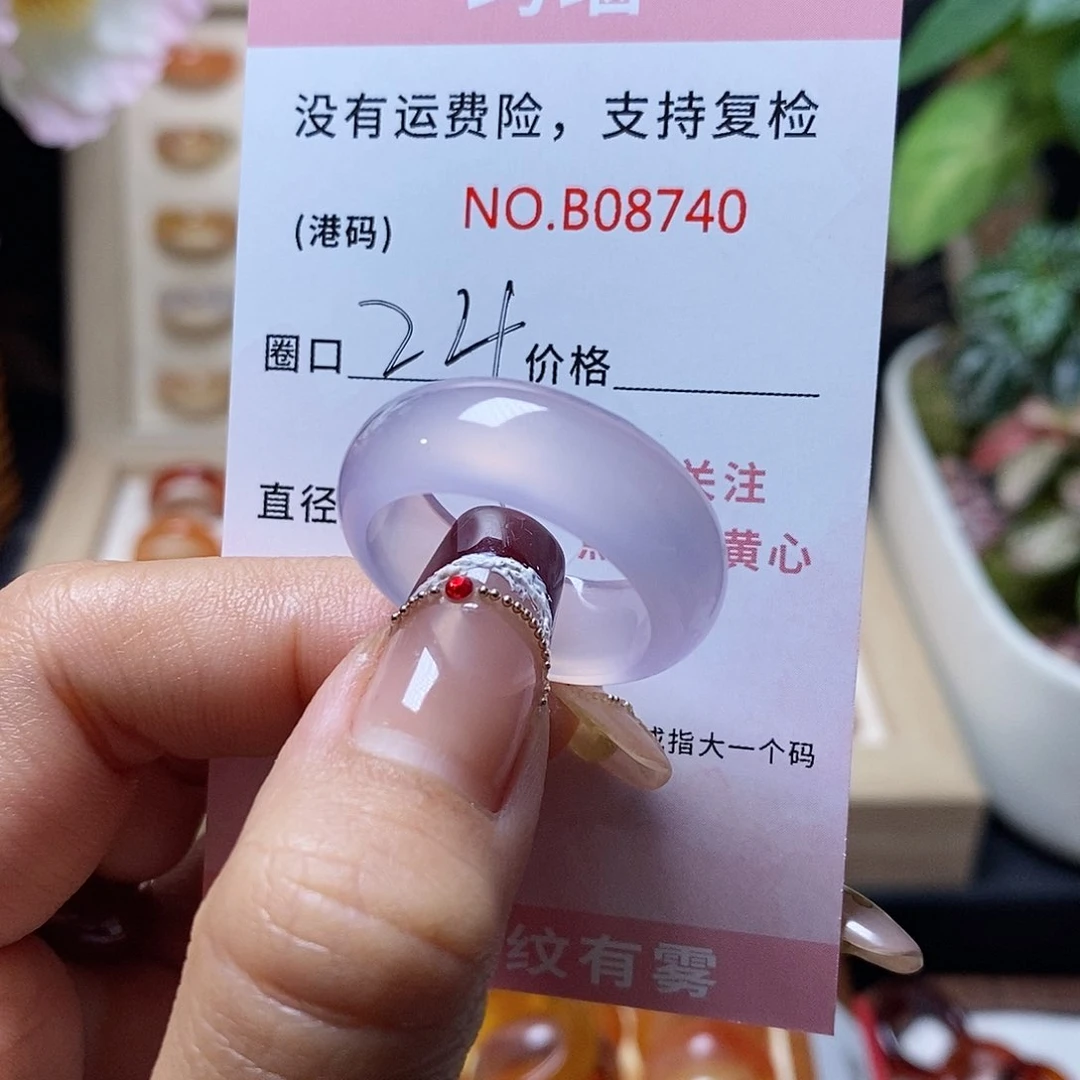 没有运费险，支持复检
NO.B08740
(港码)
圈口 24 价格
直径
关注
黄心
戒指大一个码
纹有雾